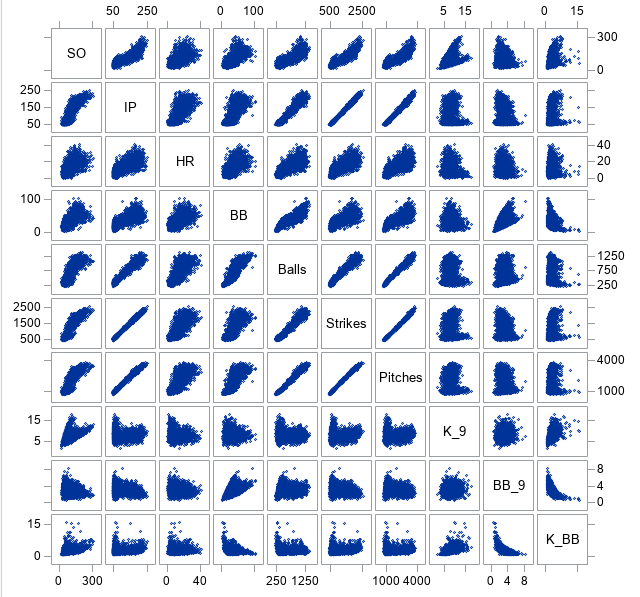 50 250 0 100 500 2500 5 15 0 15
SO 300 0
250 150 50 IP
HR 40 20 0
100 0 BB
Balls 1250 750 250
2500 1500 500 Strikes
Pitches 4000 1000
15 5 K_9
BB_9 8 4 0
15 0 K_BB
0 300 0 40 250 1250 1000 4000 0 4 8